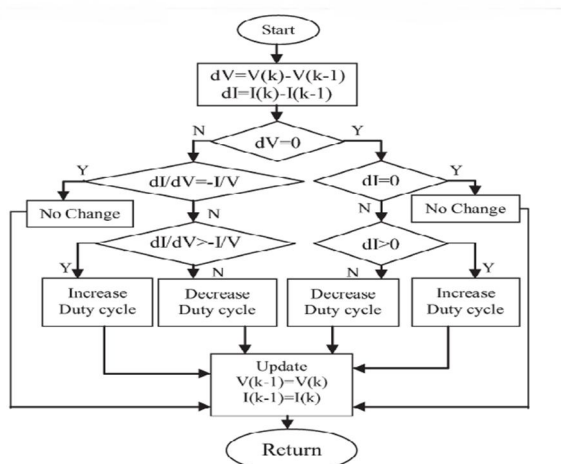 Start
dV=V(k)-V(k-1)
dI=I(k)-I(k-1)
dV=0
N
Y
dI/dV=-I/V
Y
N
dI=0
Y
N
No Change
No Change
dI/dV>-I/V
Y
N
dI>0
N
Y
Increase
Duty cycle
Decrease
Duty cycle
Decrease
Duty cycle
Increase
Duty cycle
Update
V(k-1)=V(k)
I(k-1)=I(k)
Return